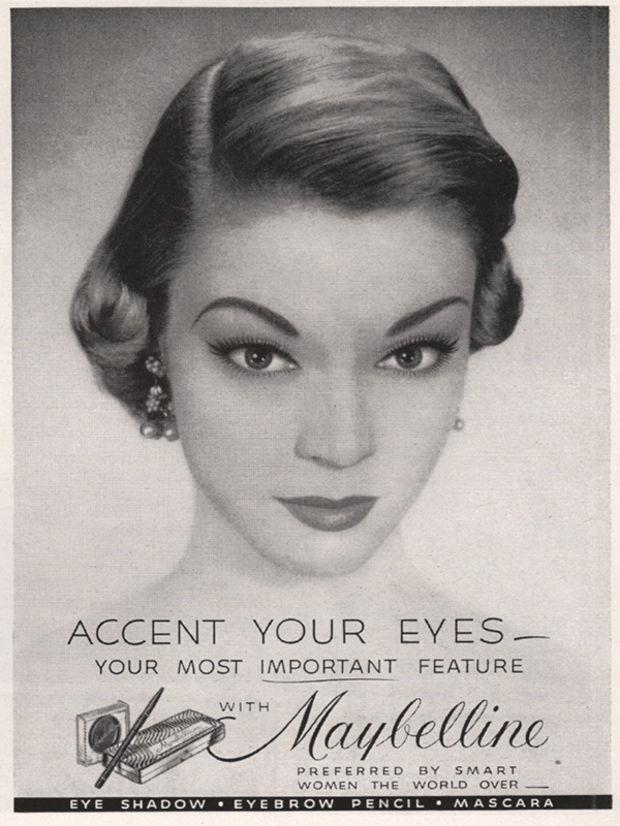 ACCENT YOUR EYES—
YOUR MOST IMPORTANT FEATURE
WITH Maybelline
PREFERRED BY SMART
WOMEN THE WORLD OVER—
EYE SHADOW • EYEBROW PENCIL • MASCARA